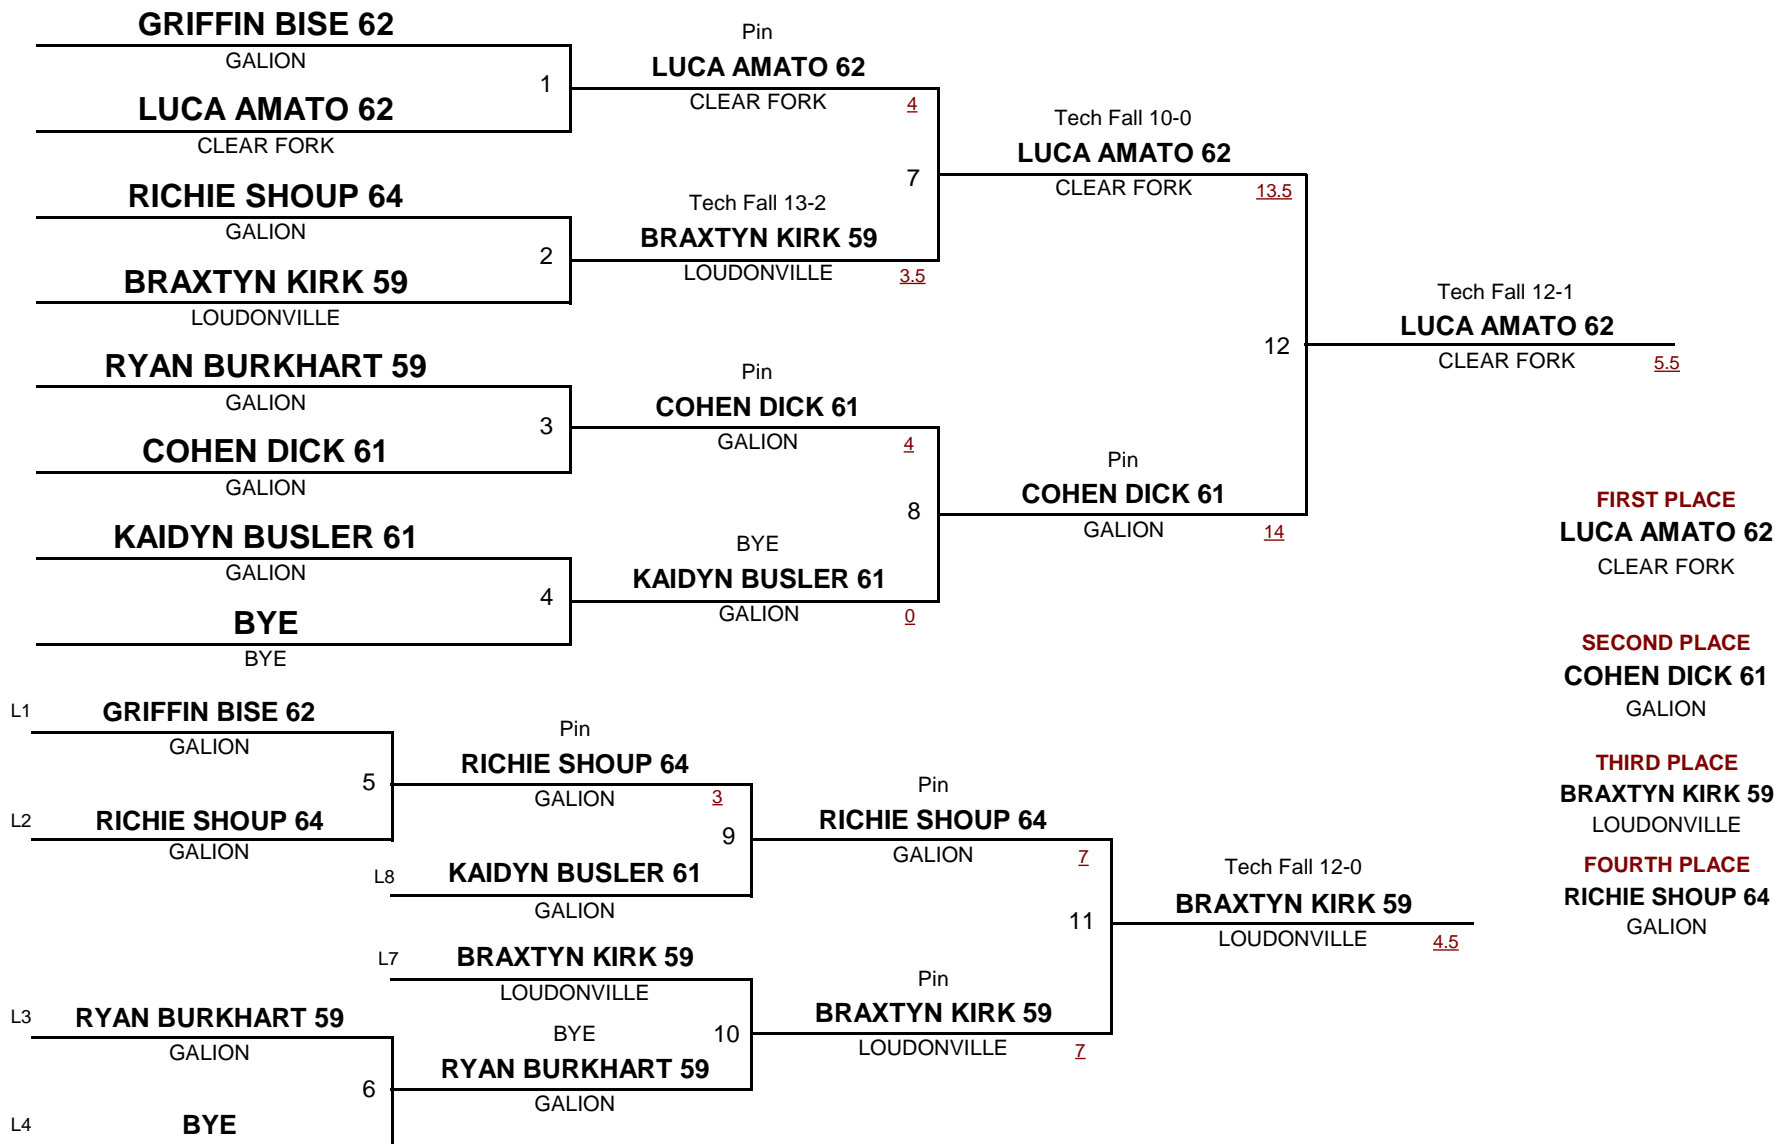 GRIFFIN BISE 62
GALION
1
LUCA AMATO 62
CLEAR FORK
RICHIE SHOUP 64
GALION
2
BRAXTYN KIRK 59
LOUDONVILLE
RYAN BURKHART 59
GALION
3
COHEN DICK 61
GALION
KAIDYN BUSLER 61
GALION
4
BYE
BYE
Pin
LUCA AMATO 62
CLEAR FORK 4
7
Tech Fall 13-2
BRAXTYN KIRK 59
LOUDONVILLE 3.5
Pin
COHEN DICK 61
GALION 4
8
BYE
KAIDYN BUSLER 61
GALION 0
Tech Fall 10-0
LUCA AMATO 62
CLEAR FORK 13.5
12
Pin
COHEN DICK 61
GALION 14
Tech Fall 12-1
LUCA AMATO 62
CLEAR FORK 5.5
FIRST PLACE
LUCA AMATO 62
CLEAR FORK
SECOND PLACE
COHEN DICK 61
GALION
THIRD PLACE
BRAXTYN KIRK 59
LOUDONVILLE
FOURTH PLACE
RICHIE SHOUP 64
GALION
L1 GRIFFIN BISE 62
GALION
5
L2 RICHIE SHOUP 64
GALION
Pin
RICHIE SHOUP 64
GALION 3
9
L8 KAIDYN BUSLER 61
GALION
L7 BRAXTYN KIRK 59
LOUDONVILLE
10
BYE
RYAN BURKHART 59
GALION
L3 RYAN BURKHART 59
GALION
6
L4 BYE
Pin
RICHIE SHOUP 64
GALION 7
11
Pin
BRAXTYN KIRK 59
LOUDONVILLE 7
Tech Fall 12-0
BRAXTYN KIRK 59
LOUDONVILLE 4.5